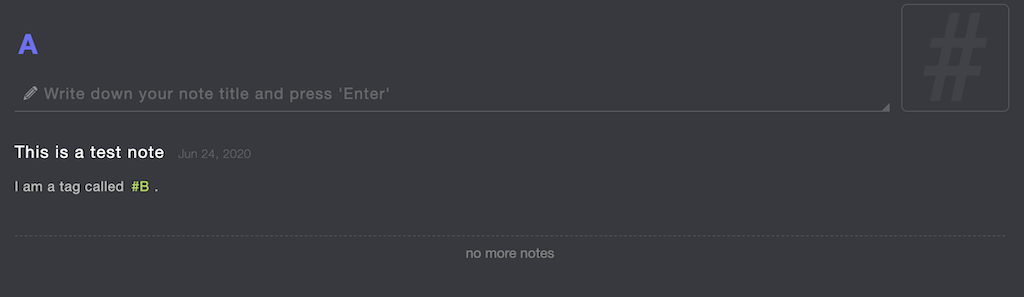 A
#
Write down your note title and press 'Enter'
This is a test note Jun 24, 2020
I am a tag called #B .
no more notes